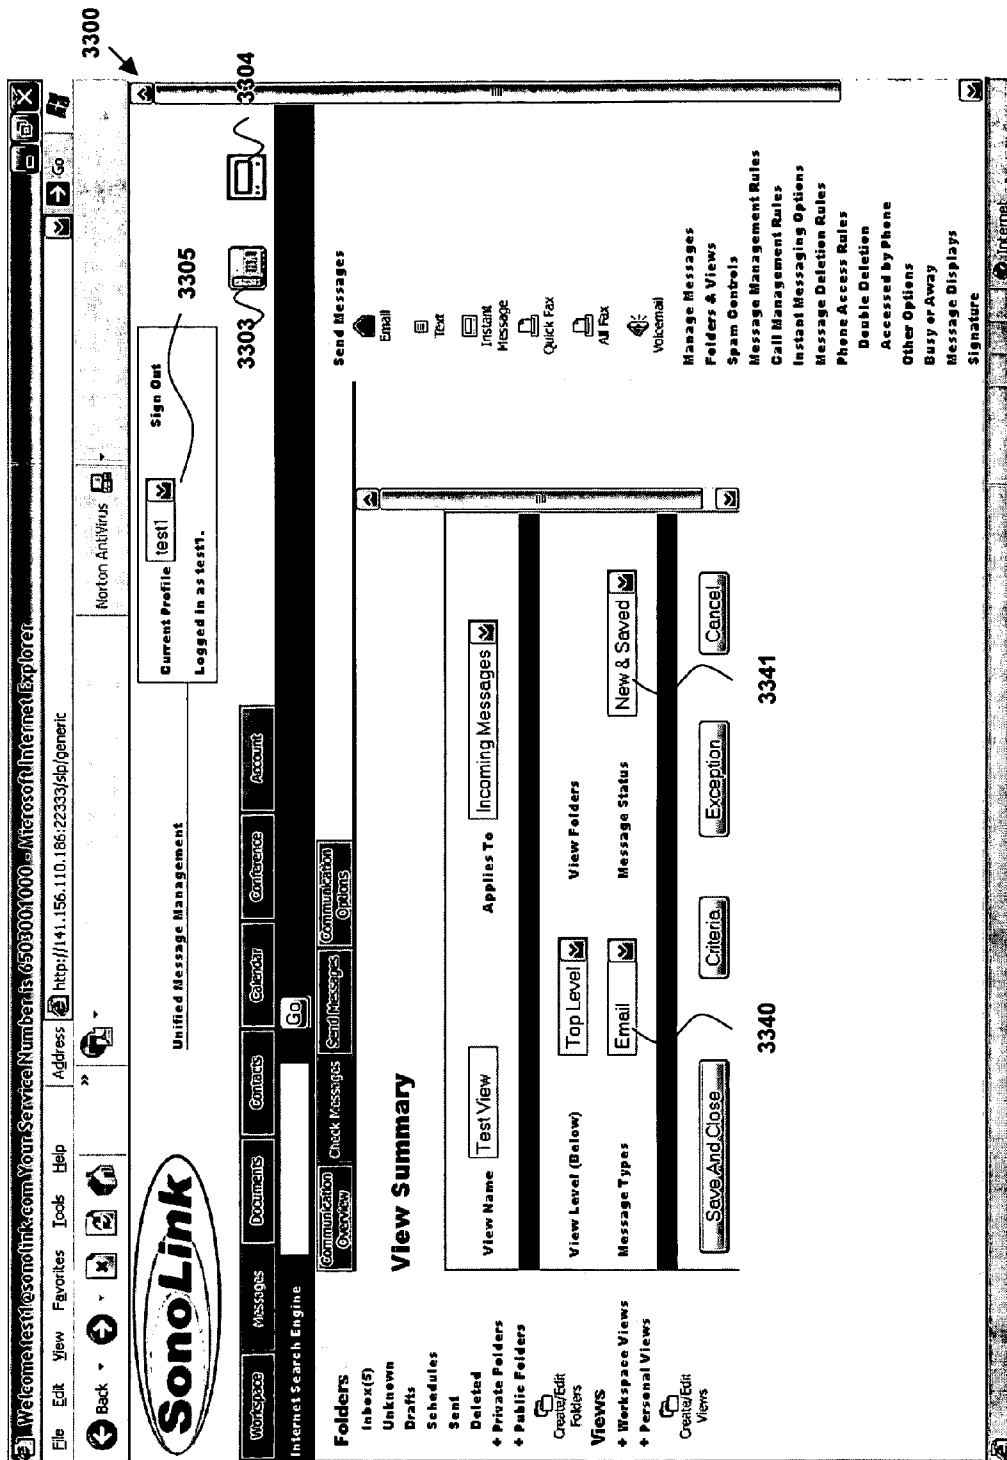 3300
Welcome test1@sonolink.com Your Service Number is 6503001000 - Microsoft Internet Explorer
File Edit View Favorites Tools Help
Address http://141.156.110.186:22333/slp/generic Go
Back » Norton AntiVirus
SonoLink
Unified Message Management
Current Profile test1 Sign Out
Logged in as test1.
3305
3303
3304
Workspace Messages Documents Contacts Calendar Conference Account
Internet Search Engine Go
Communication Overview Check Messages Send Messages Communication Options
Folders
Inbox(5)
Unknown
Drafts
Schedules
Sent
Deleted
+ Private Folders
+ Public Folders
Create/Edit
Folders
Views
+ Workspace Views
+ Personal Views
Create/Edit
Views
View Summary
View Name Test View Applies To Incoming Messages
View Level (Below) Top Level View Folders
Message Types Email Message Status New & Saved
Save And Close Criteria Exception Cancel
3340
3341
Send Messages
Email
Text
Instant
Message
Quick Fax
All Fax
Voicemail
Manage Messages
Folders & Views
Spam Controls
Message Management Rules
Call Management Rules
Instant Messaging Options
Message Deletion Rules
Phone Access Rules
Double Deletion
Accessed by Phone
Other Options
Busy or Away
Message Displays
Signature
Internet